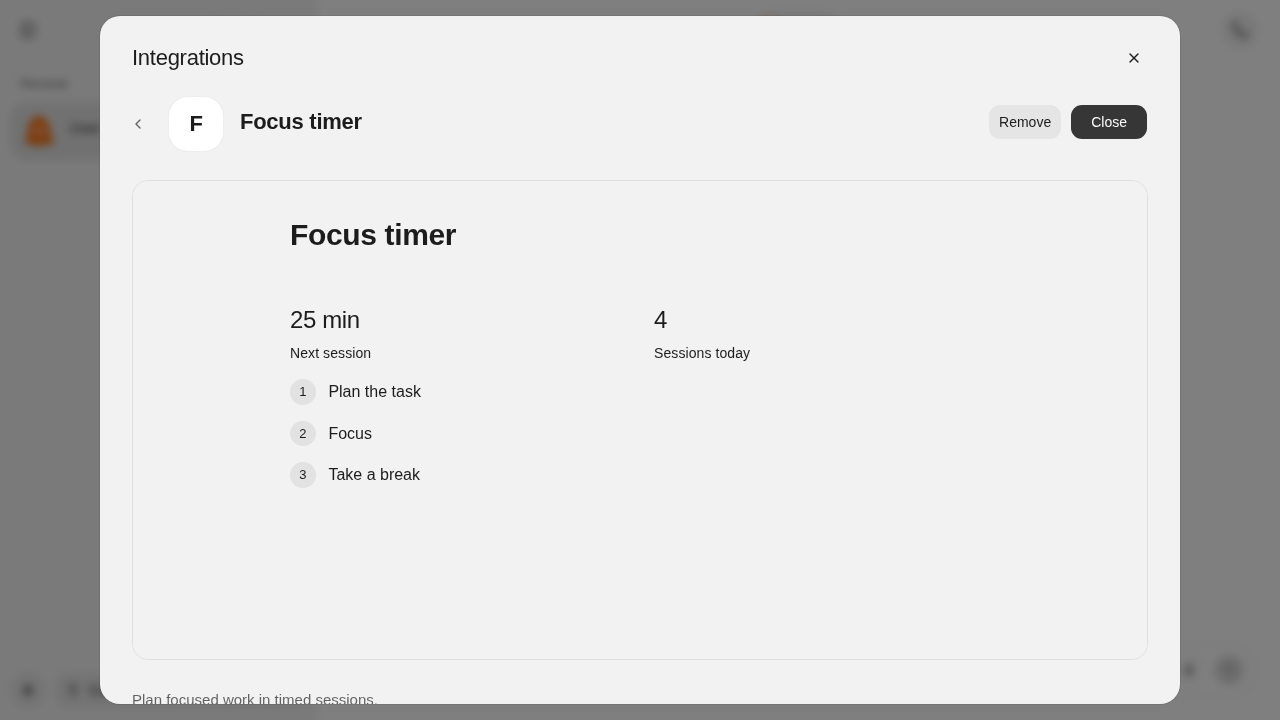 Integrations
F
Focus timer
Remove
Close
Focus timer
25 min
4
Next session
Sessions today
1 Plan the task
2 Focus
3 Take a break
Plan focused work in timed sessions.